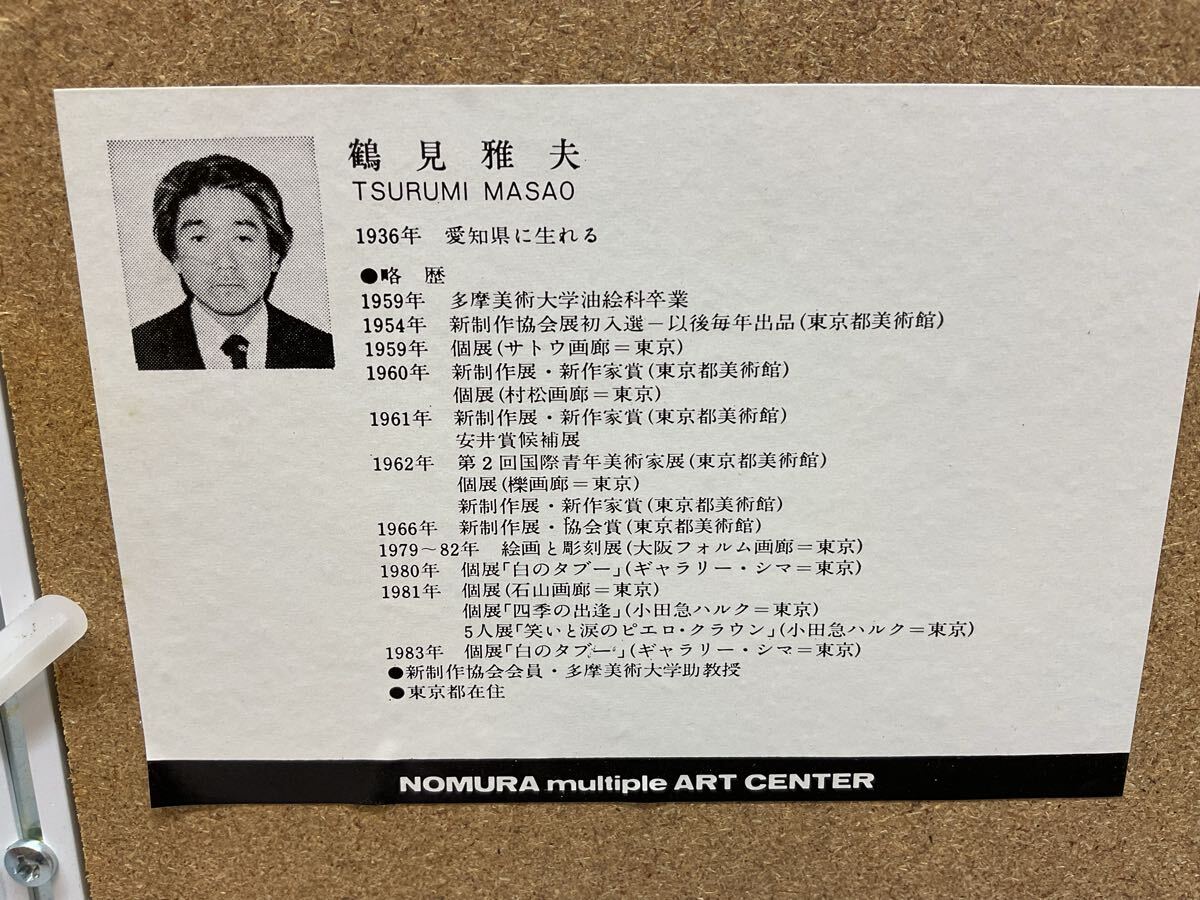 鶴見雅夫
TSURUMI MASAO
1936年 愛知県に生れる
●略 歴
1959年 多摩美術大学油絵科卒業
1954年 新制作協会展初入選－以後毎年出品(東京都美術館)
1959年 個展(サトウ画廊＝東京)
1960年 新制作展・新作家賞(東京都美術館)
個展(村松画廊＝東京)
1961年 新制作展・新作家賞(東京都美術館)
安井賞候補展
1962年 第2回国際青年美術家展(東京都美術館)
個展(櫟画廊＝東京)
新制作展・新作家賞(東京都美術館)
1966年 新制作展・協会賞(東京都美術館)
1979～82年 絵画と彫刻展(大阪フォルム画廊＝東京)
1980年 個展「白のタブー」(ギャラリー・シマ＝東京)
1981年 個展(石山画廊＝東京)
個展「四季の出逢」(小田急ハルク＝東京)
5人展「笑いと涙のピエロ・クラウン」(小田急ハルク＝東京)
1983年 個展「白のタブー」(ギャラリー・シマ＝東京)
●新制作協会会員・多摩美術大学助教授
●東京都在住
NOMURA multiple ART CENTER